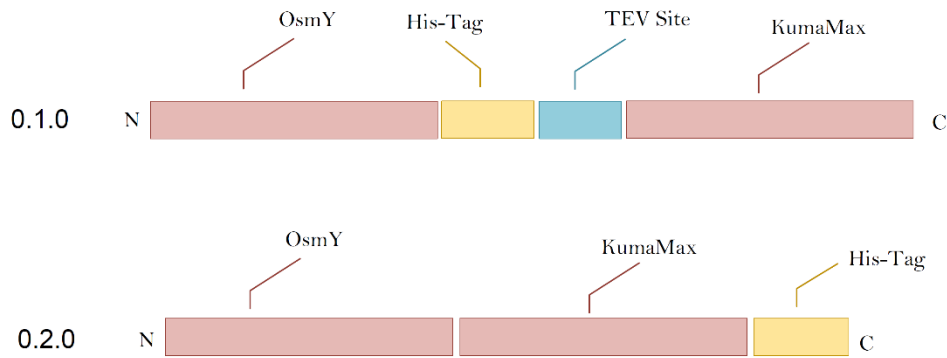 OsmY
His-Tag
TEV Site
KumaMax
0.1.0
N
C
OsmY
KumaMax
His-Tag
0.2.0
N
C